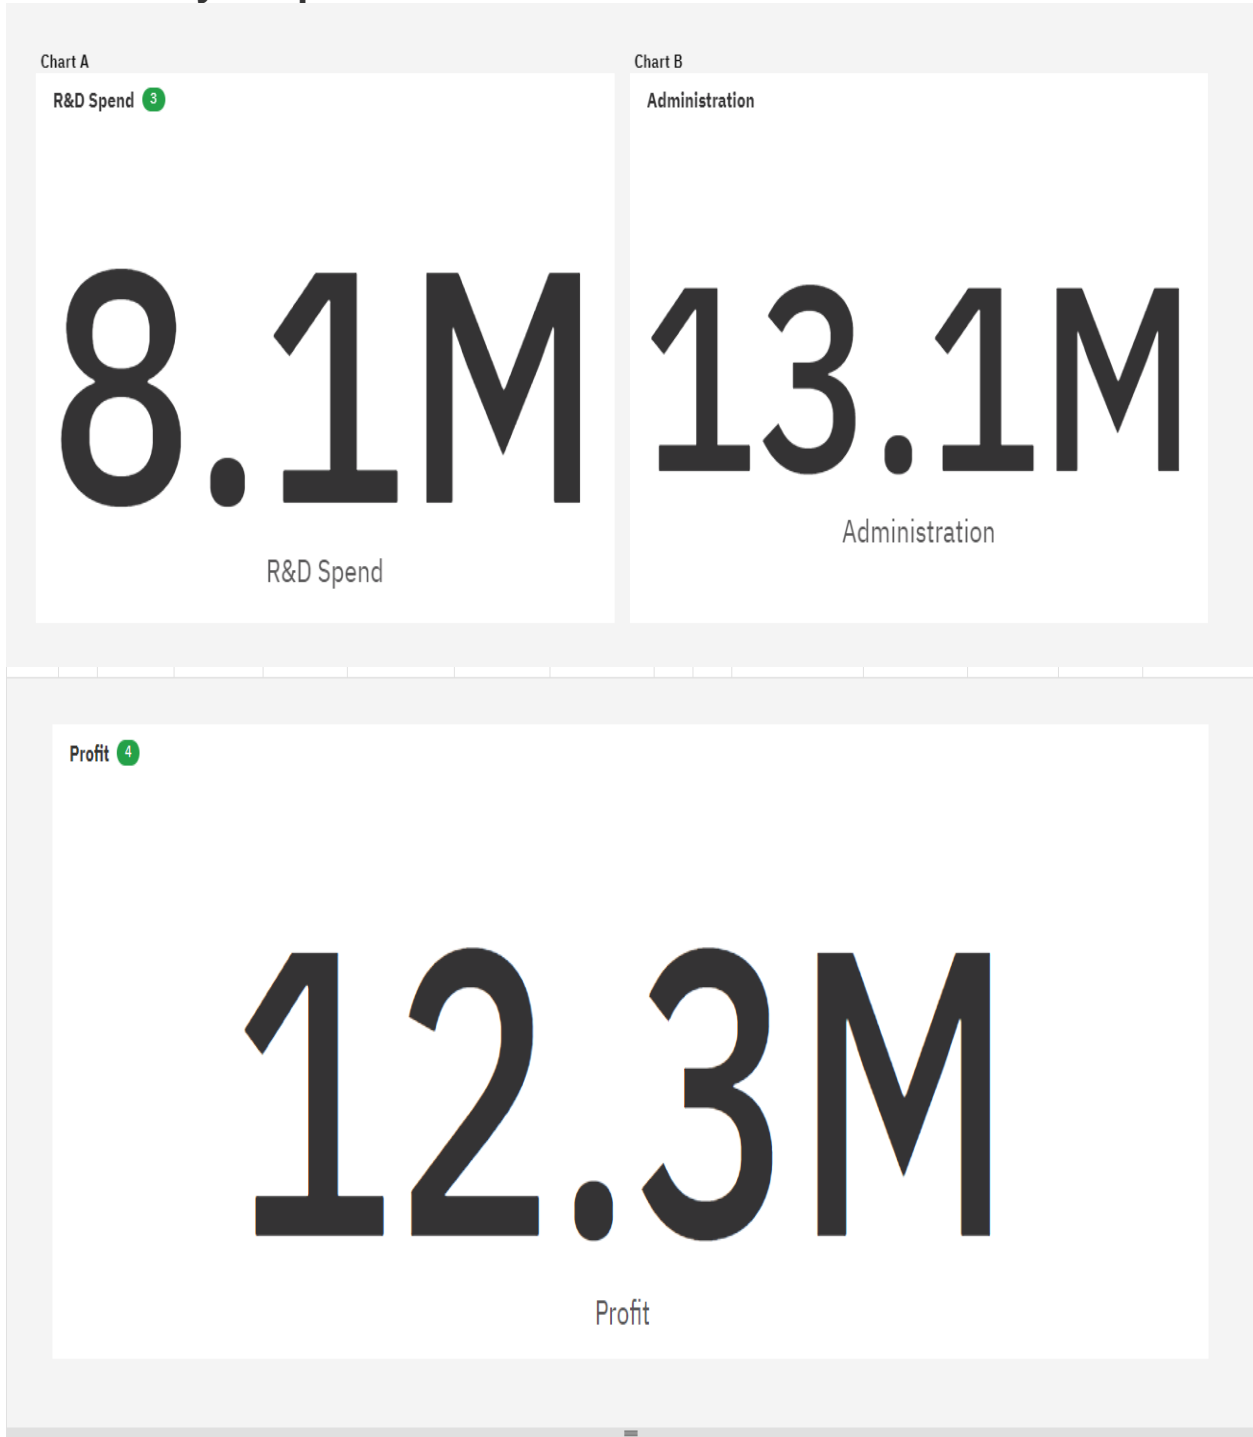 Chart A
R&D Spend 3
8.1M
R&D Spend
Chart B
Administration
13.1M
Administration
Profit 4
12.3M
Profit